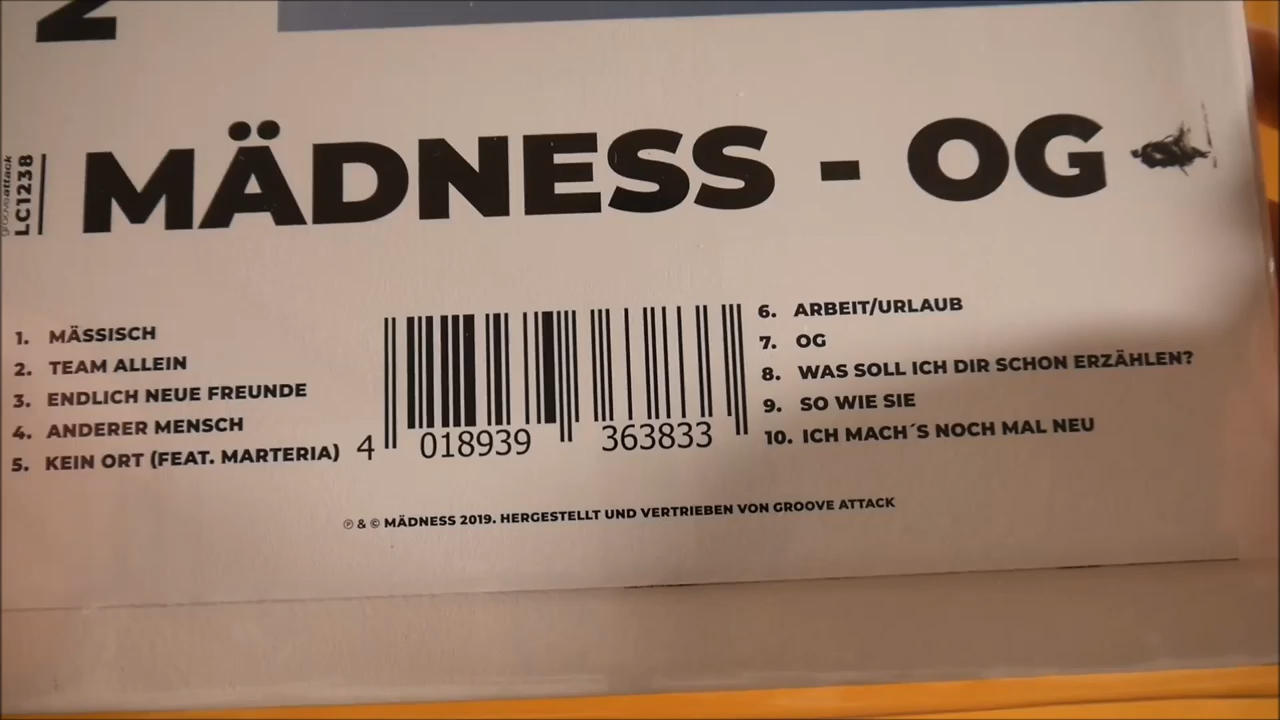 2
MÄDNESS - OG
grooveattack
LC1238
1. MÄSSISCH
2. TEAM ALLEIN
3. ENDLICH NEUE FREUNDE
4. ANDERER MENSCH
5. KEIN ORT (FEAT. MARTERIA)
4 018939 363833
6. ARBEIT/URLAUB
7. OG
8. WAS SOLL ICH DIR SCHON ERZÄHLEN?
9. SO WIE SIE
10. ICH MACH´S NOCH MAL NEU
℗ & © MÄDNESS 2019. HERGESTELLT UND VERTRIEBEN VON GROOVE ATTACK